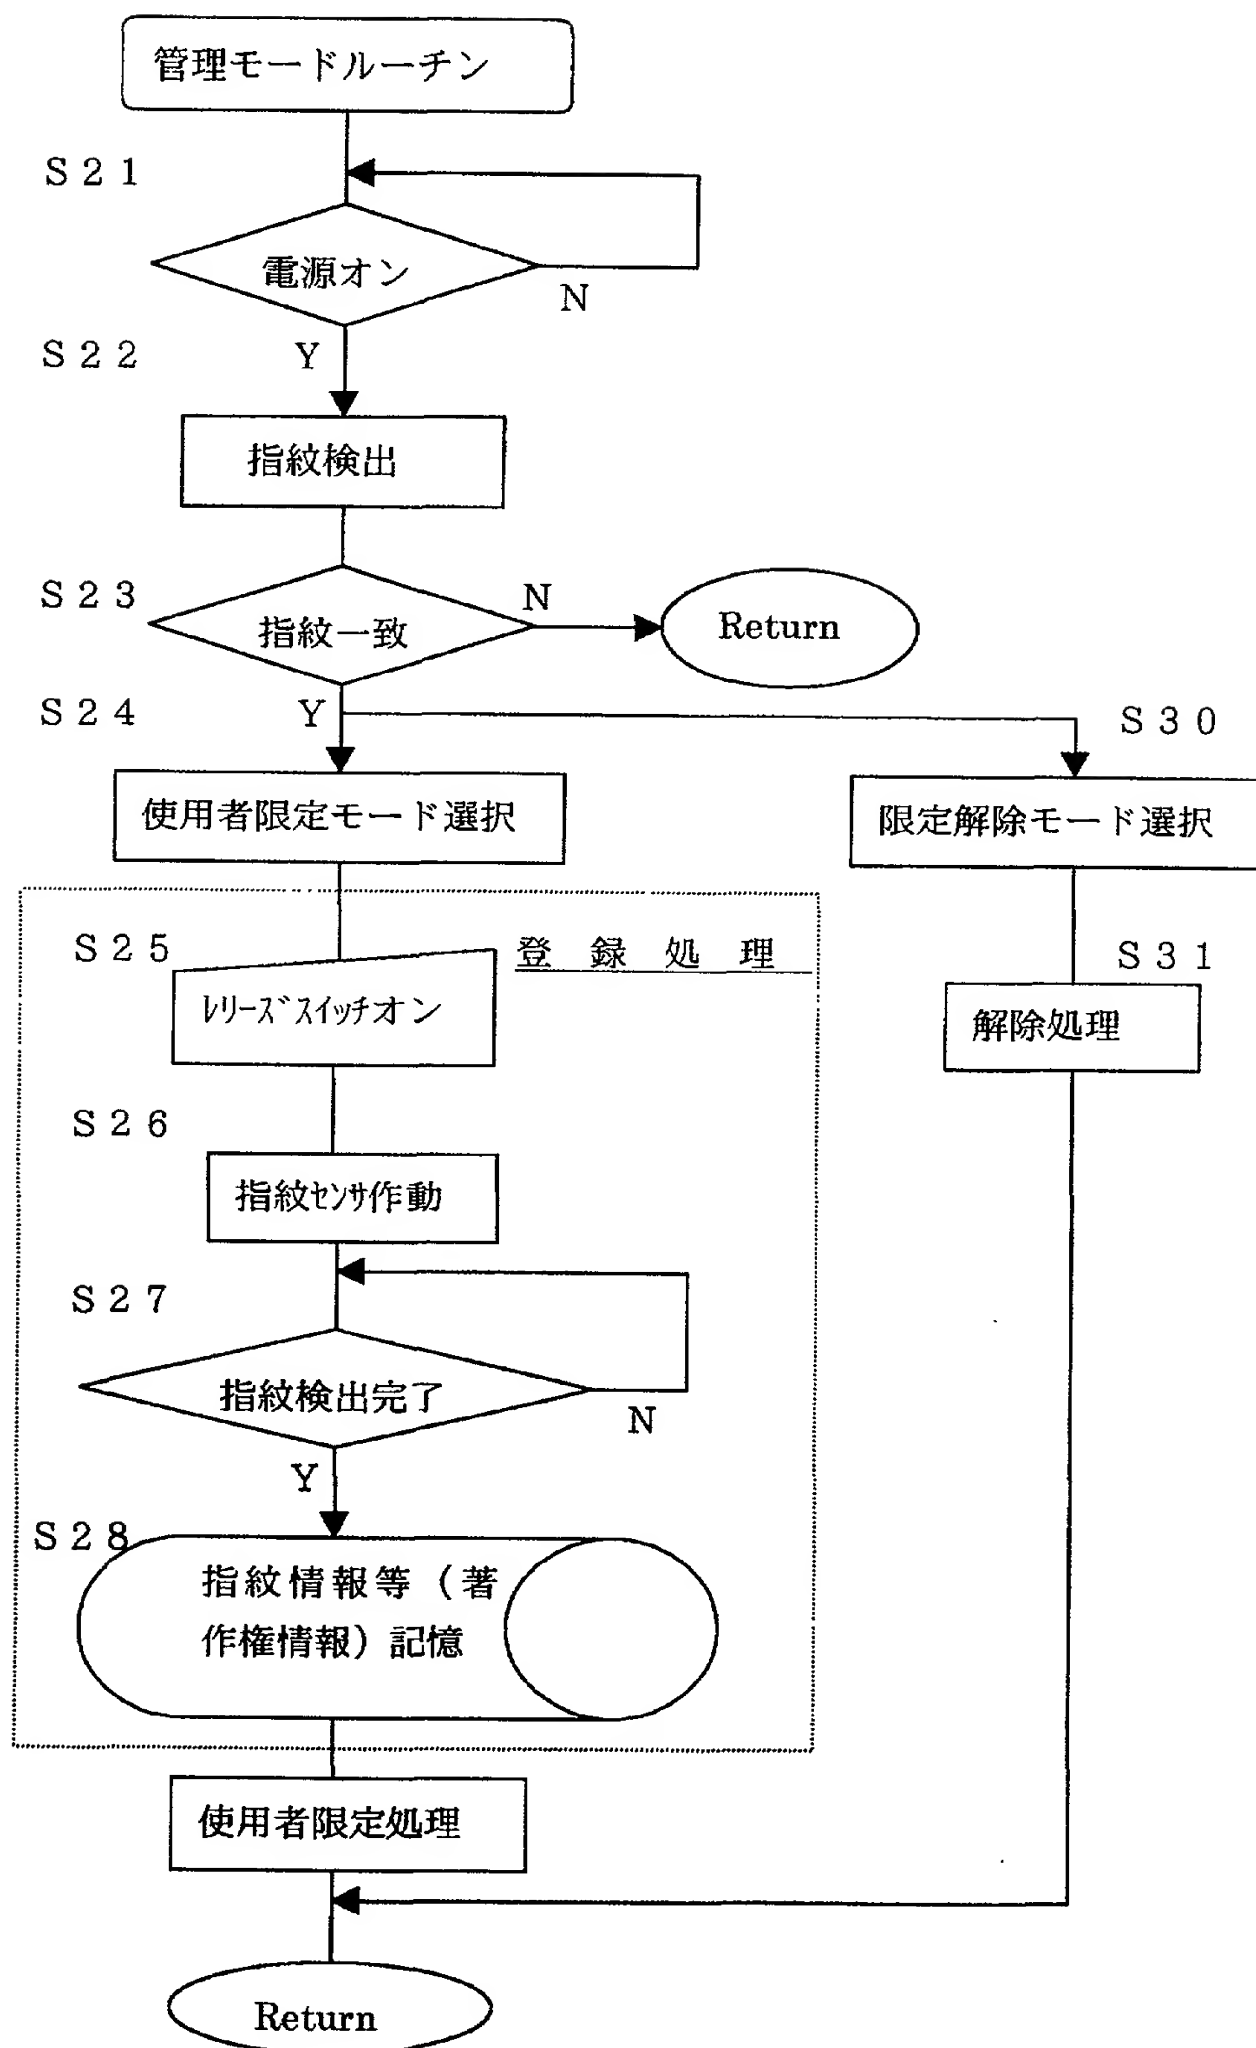 管理モードルーチン
S21
電源オン
N
S22
Y
指紋検出
S23
N
指紋一致
Return
S24
Y
S30
使用者限定モード選択
限定解除モード選択
S25
登録処理
レリーズスイッチオン
S31
解除処理
S26
指紋センサ作動
S27
指紋検出完了
N
Y
S28
指紋情報等(著
作権情報)記憶
使用者限定処理
Return